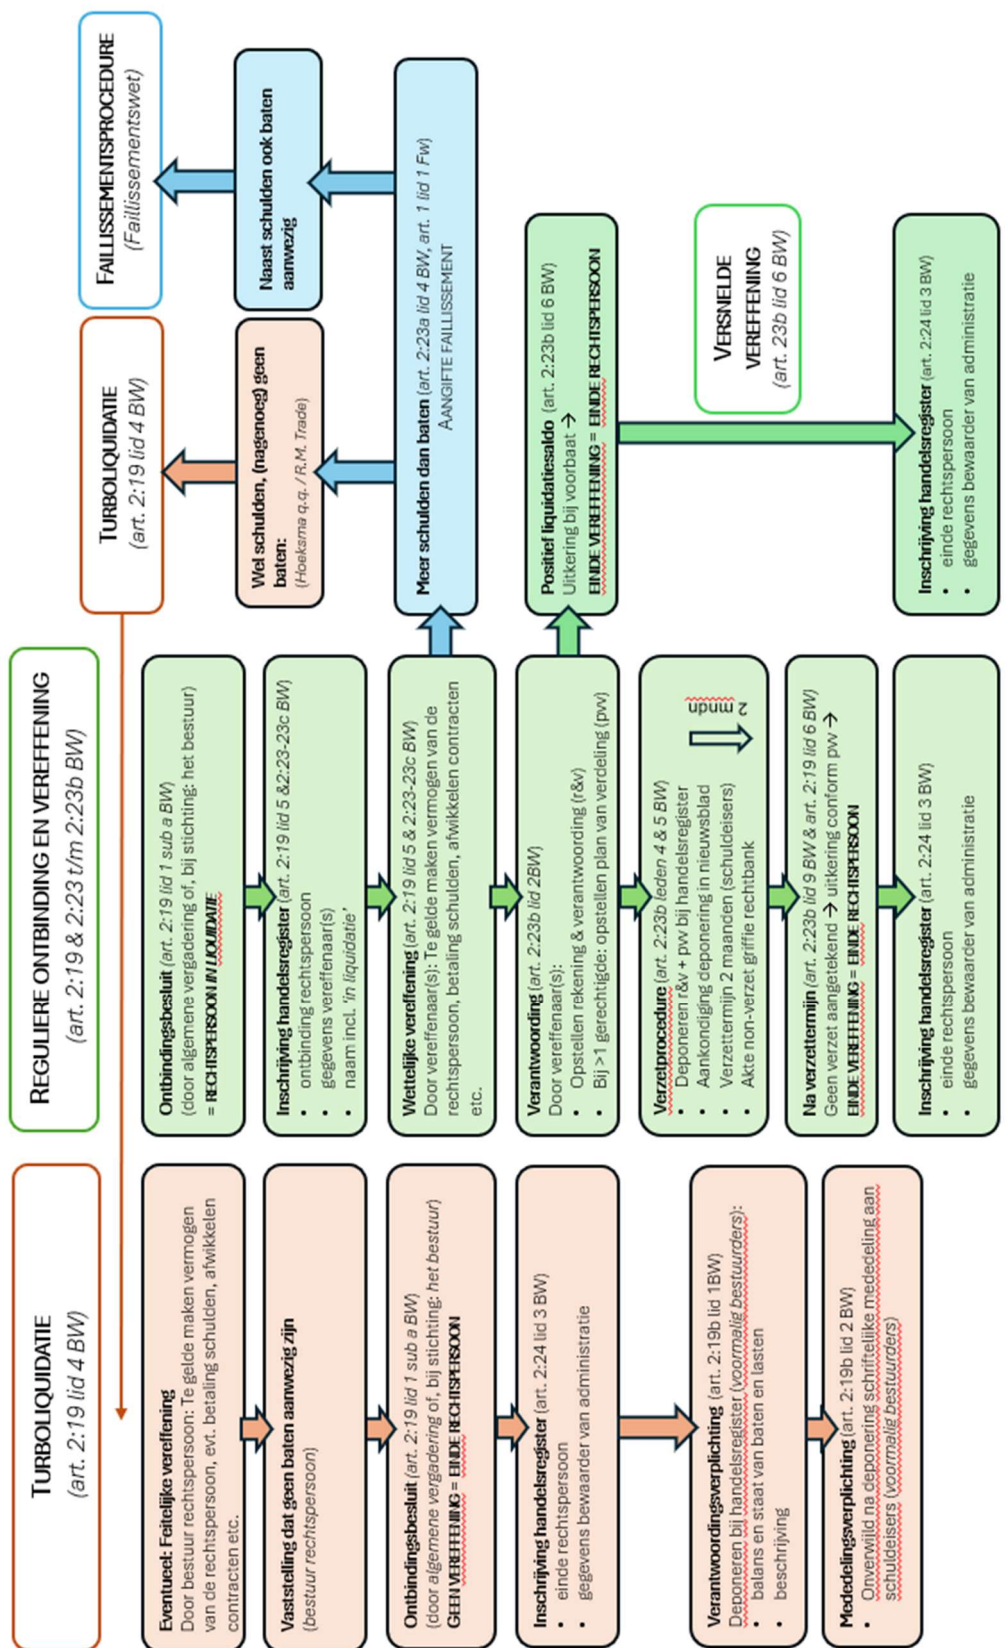 TURBOLIQUIDATIE
(art. 2:19 lid 4 BW)
Eventueel: Feitelijke vereffening
Door bestuur rechtspersoon: Te gelde maken vermogen
van de rechtspersoon, evt. betaling schulden, afwikkelen
contracten etc.
Vaststelling dat geen baten aanwezig zijn
(bestuur rechtspersoon)
Ontbindingsbesluit (art. 2:19 lid 1 sub a BW)
(door algemene vergadering of, bij stichting: het bestuur)
GEEN VEREFFENING = EINDE RECHTSPERSOON
Inschrijving handelsregister (art. 2:24 lid 3 BW)
• einde rechtspersoon
• gegevens bewaarder van administratie
Verantwoordingsverplichting (art. 2:19b lid 1BW)
Deponeren bij handelsregister (voormalig bestuurders):
• balans en staat van baten en lasten
• beschrijving
Mededelingsverplichting (art. 2:19b lid 2 BW)
• Onverwijld na deponering schriftelijke mededeling aan
schuldeisers (voormalig bestuurders)
REGULIERE ONTBINDING EN VEREFFENING
(art. 2:19 & 2:23 t/m 2:23b BW)
Ontbindingsbesluit (art. 2:19 lid 1 sub a BW)
(door algemene vergadering of, bij stichting: het bestuur)
= RECHTSPERSOON IN LIQUIDATIE
Inschrijving handelsregister (art. 2:19 lid 5 &2:23-23c BW)
• ontbinding rechtspersoon
• gegevens vereffenaar(s)
• naam incl. 'in liquidatie'
Wettelijke vereffening (art. 2:19 lid 5 & 2:23-23c BW)
Door vereffenaar(s): Te gelde maken vermogen van de
rechtspersoon, betaling schulden, afwikkelen contracten
etc.
Verantwoording (art. 2:23b lid 2BW)
Door vereffenaar(s):
• Opstellen rekening & verantwoording (r&v)
• Bij >1 gerechtigde: opstellen plan van verdeling (pvv)
Verzetprocedure (art. 2:23b leden 4 & 5 BW)
• Deponeren r&v + pvv bij handelsregister
Aankondiging deponering in nieuwsblad
• Verzettermijn 2 maanden (schuldeisers)
• Akte non-verzet griffie rechtbank
2 mndn
Na verzettermijn (art. 2:23b lid 9 BW & art. 2:19 lid 6 BW)
Geen verzet aangetekend → uitkering conform pvv →
EINDE VEREFFENING = EINDE RECHTSPERSOON
Inschrijving handelsregister (art. 2:24 lid 3 BW)
• einde rechtspersoon
• gegevens bewaarder van administratie
TURBOLIQUIDATIE
(art. 2:19 lid 4 BW)
FAILLISSEMENTSPROCEDURE
(Faillissementswet)
Wel schulden, (nagenoeg) geen
baten:
(Hoeksma q.q. / R.M. Trade)
Naast schulden ook baten
aanwezig
Meer schulden dan baten (art. 2:23a lid 4 BW, art. 1 lid 1 Fw)
AANGIFTE FAILLISSEMENT
Positief liquidatiesaldo (art. 2:23b lid 6 BW)
Uitkering bij voorbaat →
EINDE VEREFFENING = EINDE RECHTSPERSOON
VERSNELDE
VEREFFENING
(art. 23b lid 6 BW)
Inschrijving handelsregister (art. 2:24 lid 3 BW)
• einde rechtspersoon
• gegevens bewaarder van administratie